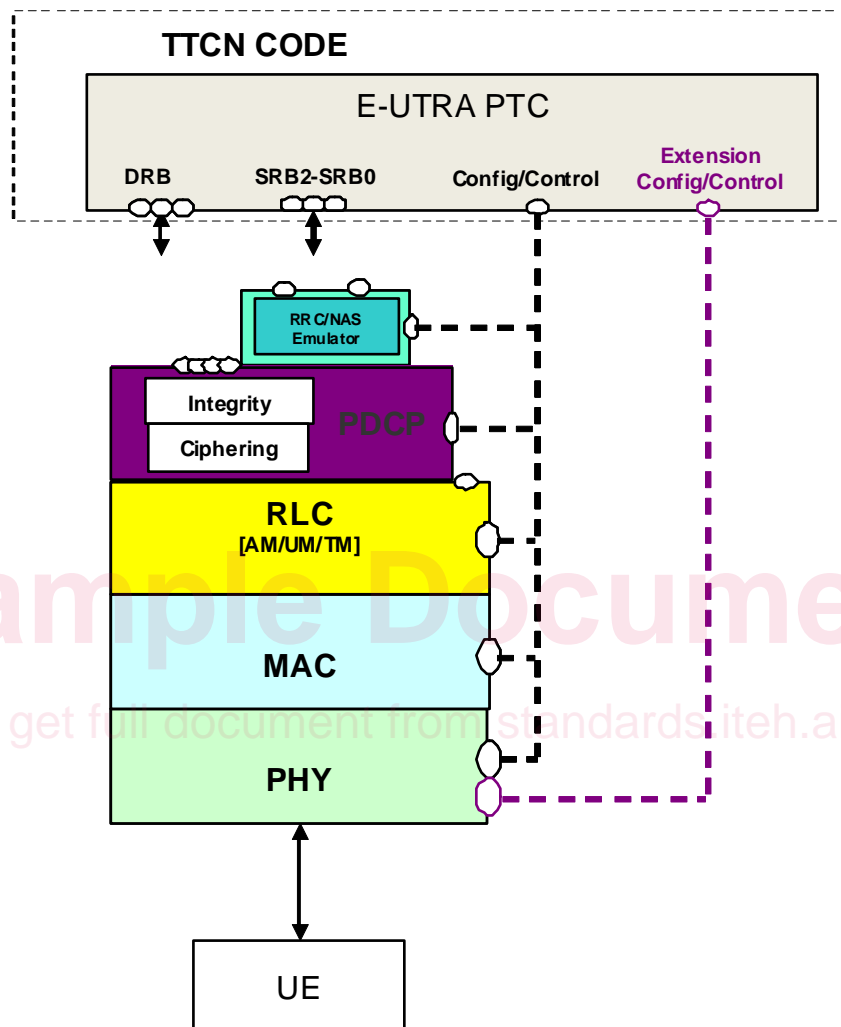 TTCN CODE
E-UTRA PTC
DRB
SRB2-SRB0
Config/Control
Extension
Config/Control
RRC/NAS
Emulator
Integrity
Ciphering
PDCP
RLC
[AM/UM/TM]
ample Docume
MAC
get full document from standards.iteh.a
PHY
UE